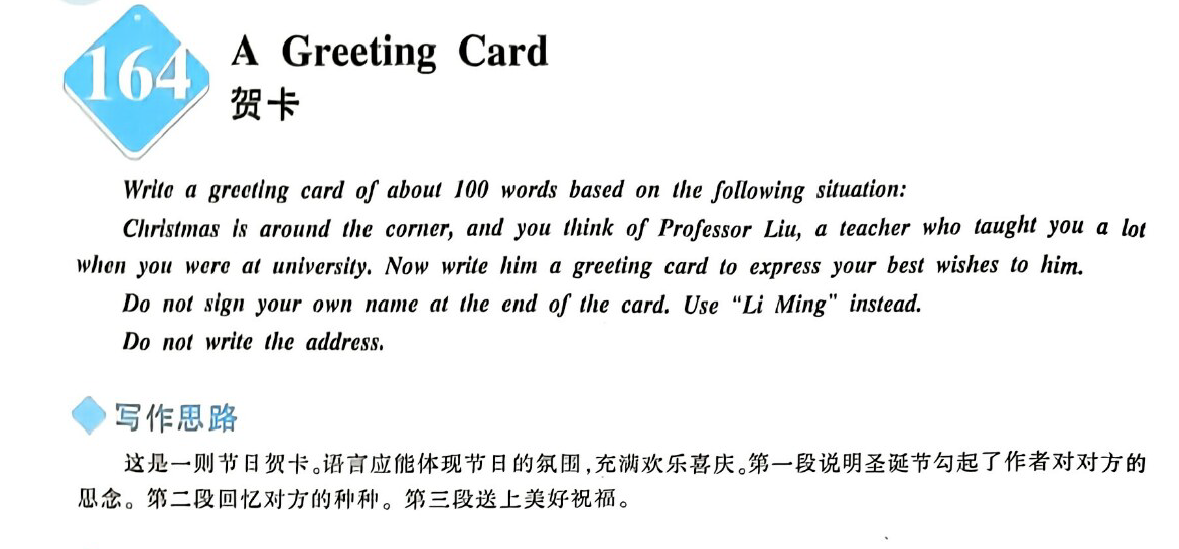 164
A Greeting Card
贺卡
Write a greeting card of about 100 words based on the following situation:
Christmas is around the corner, and you think of Professor Liu, a teacher who taught you a lot
when you were at university. Now write him a greeting card to express your best wishes to him.
Do not sign your own name at the end of the card. Use “Li Ming” instead.
Do not write the address.
写作思路
这是一则节日贺卡。语言应能体现节日的氛围,充满欢乐喜庆。第一段说明圣诞节勾起了作者对对方的
思念。第二段回忆对方的种种。第三段送上美好祝福。